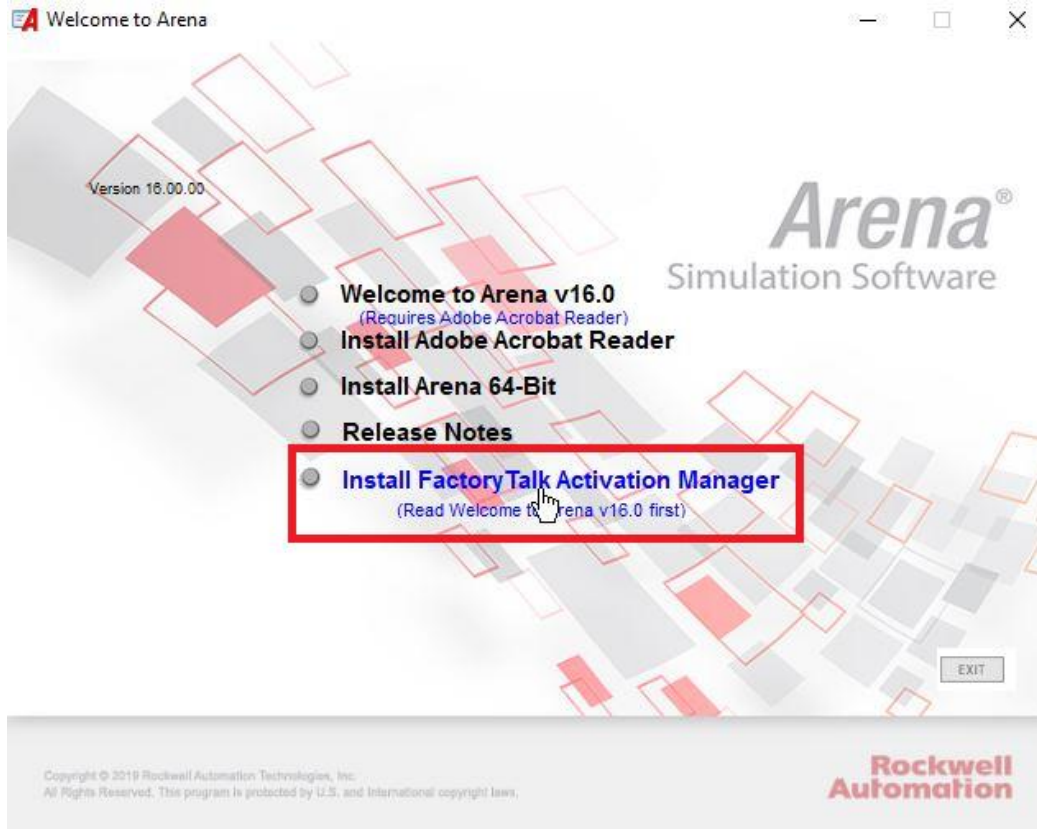 Welcome to Arena
Version 16.00.00
Arena®
Simulation Software
Welcome to Arena v16.0
(Requires Adobe Acrobat Reader)
Install Adobe Acrobat Reader
Install Arena 64-Bit
Release Notes
Install FactoryTalk Activation Manager
(Read Welcome to Arena v16.0 first)
EXIT
Copyright © 2019 Rockwell Automation Technologies, Inc.
All Rights Reserved. This program is protected by U.S. and International copyright laws.
Rockwell
Automation